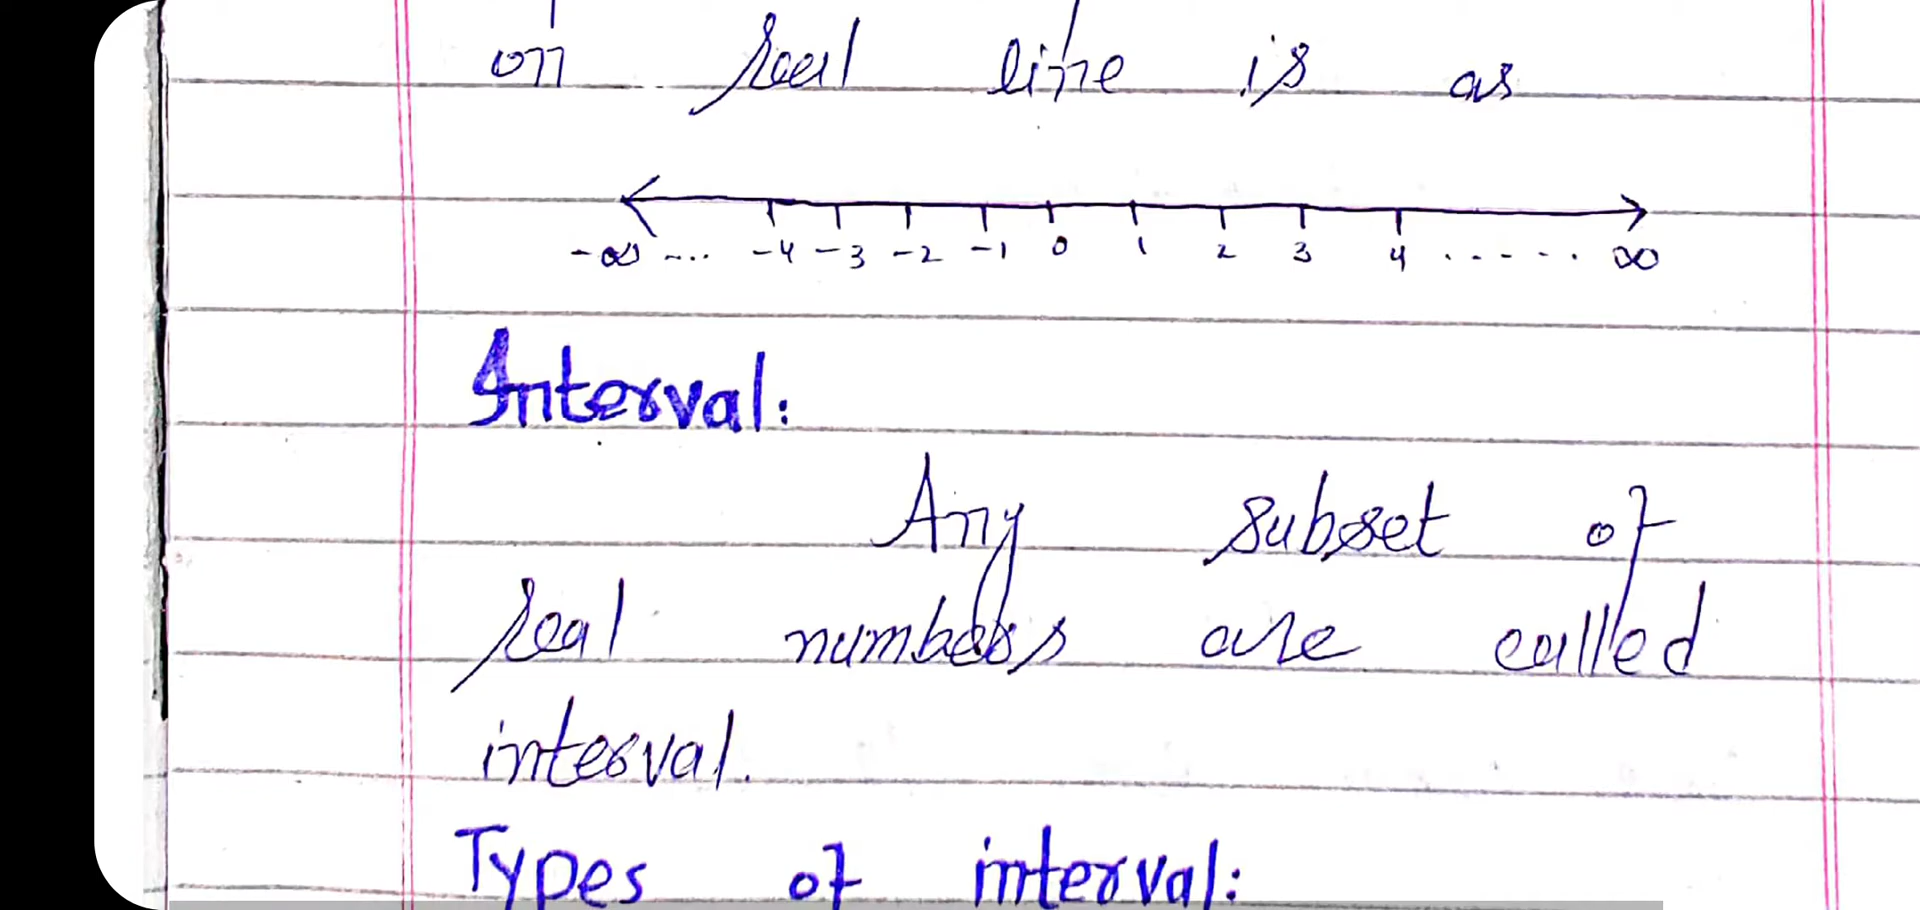 on real line is as
-∞ ... -4 -3 -2 -1 0 1 2 3 4 ...... ∞
Interval:
Any subset of
real numbers are called
interval.
Types of interval: